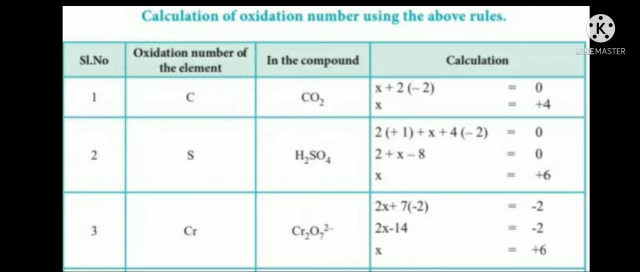 Calculation of oxidation number using the above rules.
KINEMASTER
Sl.No Oxidation number of the element In the compound Calculation
1 C CO₂ x + 2 (– 2) = 0
x = +4
2 S H₂SO₄ 2 (+ 1) + x + 4 (– 2) = 0
2 + x – 8 = 0
x = +6
3 Cr Cr₂O₇²⁻ 2x+ 7(-2) = -2
2x-14 = -2
x = +6